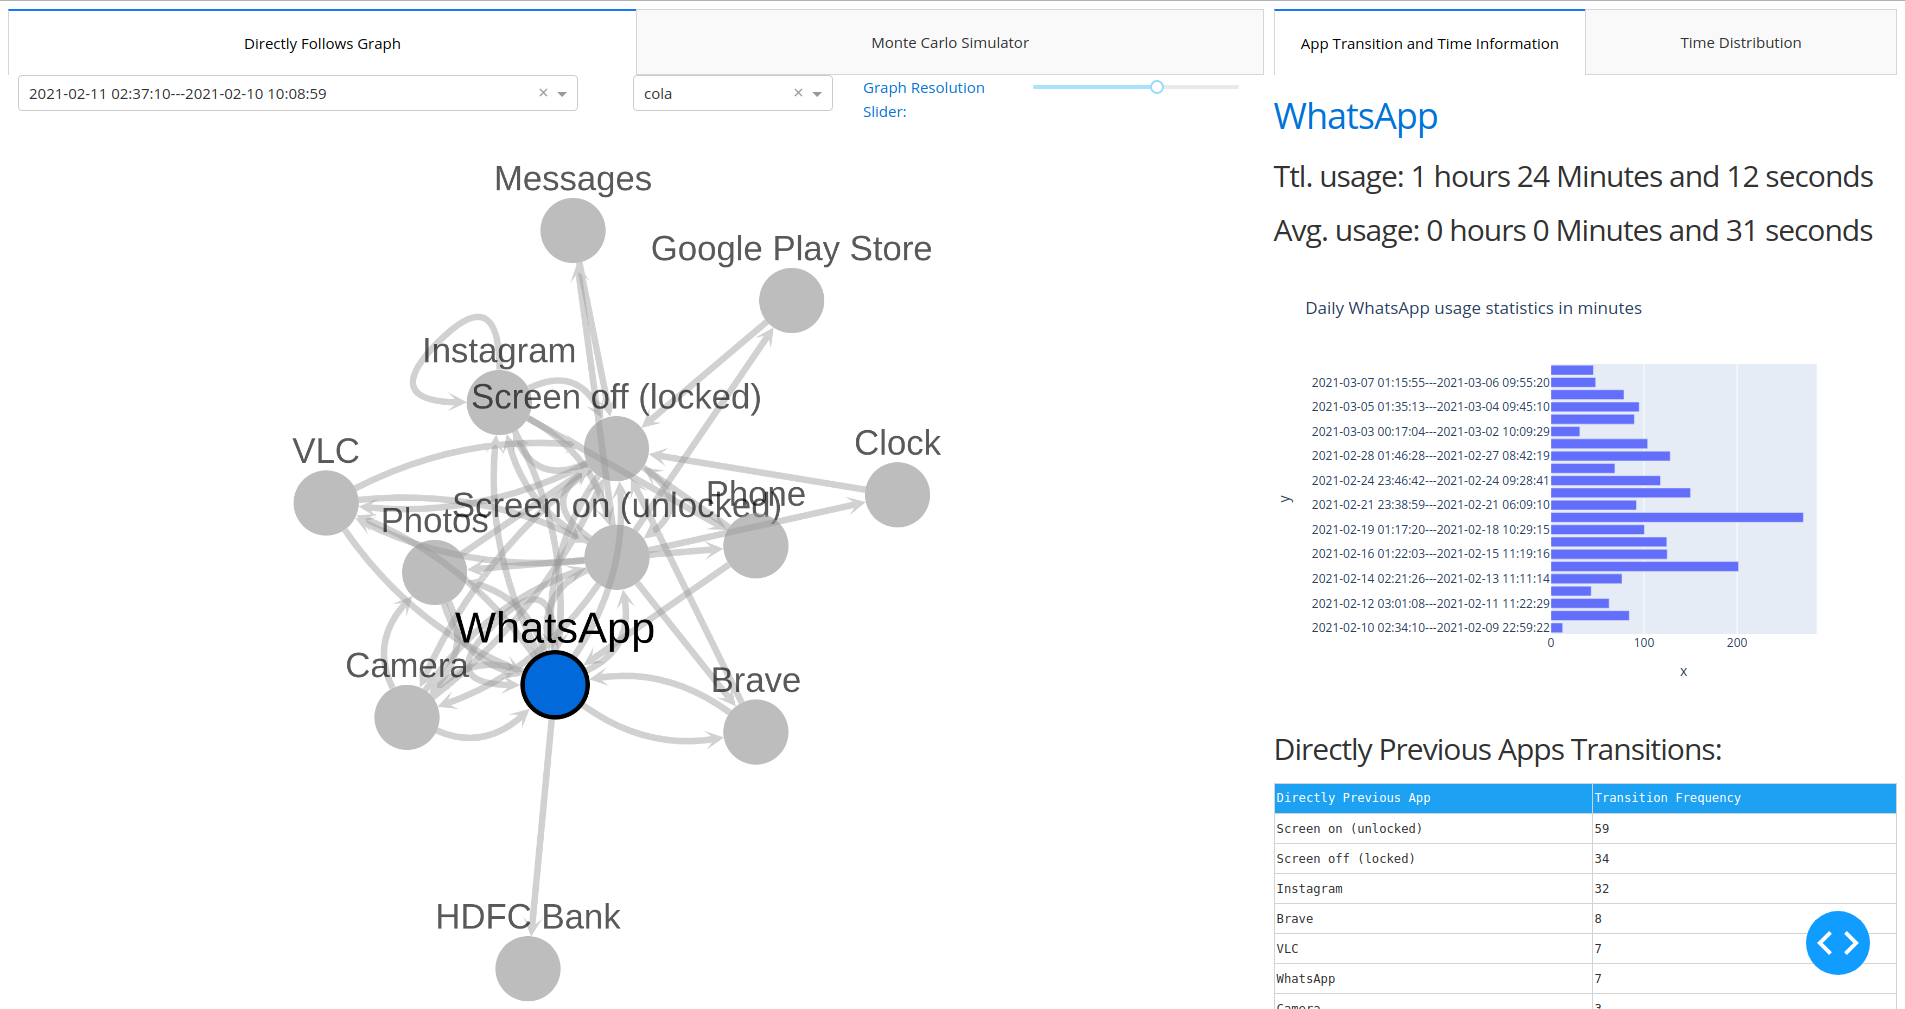 Directly Follows Graph
Monte Carlo Simulator
App Transition and Time Information
Time Distribution
2021-02-11 02:37:10---2021-02-10 10:08:59
cola
Graph Resolution
Slider:
WhatsApp
Ttl. usage: 1 hours 24 Minutes and 12 seconds
Avg. usage: 0 hours 0 Minutes and 31 seconds
Messages
Google Play Store
Instagram
Screen off (locked)
VLC
Clock
Phone
Screen on (unlocked)
Photos
WhatsApp
Camera
Brave
HDFC Bank
Daily WhatsApp usage statistics in minutes
2021-03-07 01:15:55---2021-03-06 09:55:20
2021-03-05 01:35:13---2021-03-04 09:45:10
2021-03-03 00:17:04---2021-03-02 10:09:29
2021-02-28 01:46:28---2021-02-27 08:42:19
2021-02-24 23:46:42---2021-02-24 09:28:41
2021-02-21 23:38:59---2021-02-21 06:09:10
2021-02-19 01:17:20---2021-02-18 10:29:15
2021-02-16 01:22:03---2021-02-15 11:19:16
2021-02-14 02:21:26---2021-02-13 11:11:14
2021-02-12 03:01:08---2021-02-11 11:22:29
2021-02-10 02:34:10---2021-02-09 22:59:22
y
0 100 200
x
Directly Previous Apps Transitions:
Directly Previous App Transition Frequency
Screen on (unlocked) 59
Screen off (locked) 34
Instagram 32
Brave 8
VLC 7
WhatsApp 7
Camera 3